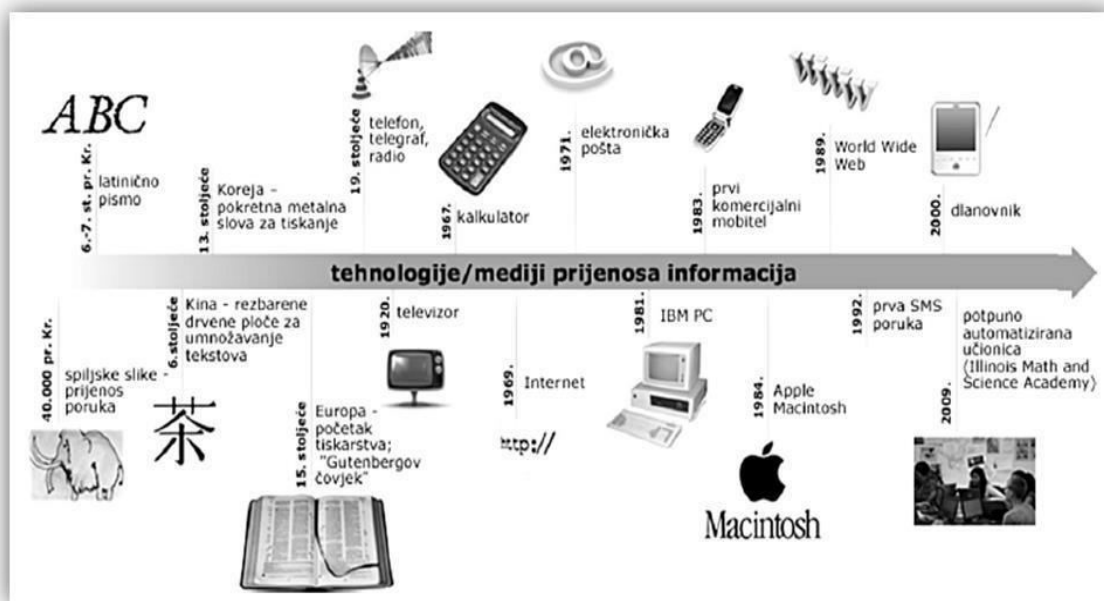 ABC
6.-7. st. pr. Kr.
latinično
pismo
13. stoljeće
Koreja -
pokretna metalna
slova za tiskanje
19. stoljeće
telefon,
telegraf,
radio
1967.
kalkulator
1971.
elektronička
pošta
1983.
prvi
komercijalni
mobitel
1989.
World Wide
Web
2000.
dlanovnik
tehnologije/mediji prijenosa informacija
40.000 pr. Kr.
spiljske slike -
prijenos
poruka
6.stoljeće
Kina - rezbarene
drvene ploče za
umnožavanje
tekstova
茶
15. stoljeće
Europa -
početak
tiskarstva;
"Gutenbergov
čovjek"
1920.
televizor
1969.
Internet
http://
1981.
IBM PC
1984.
Apple
Macintosh
Macintosh
1992.
prva SMS
poruka
2009.
potpuno
automatizirana
učionica
(Illinois Math and
Science Academy)